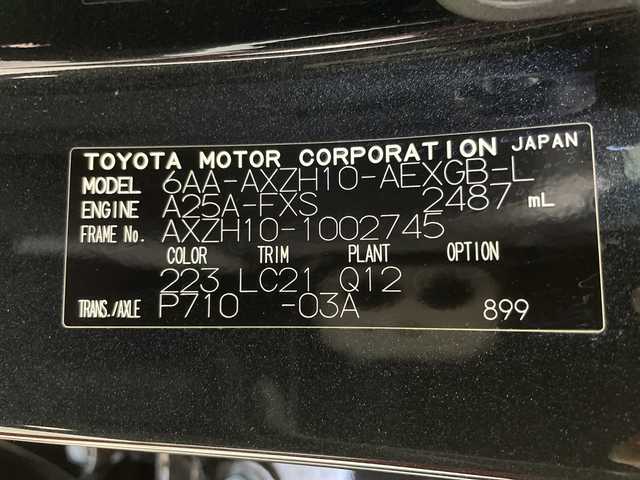 TOYOTA MOTOR CORPORATION JAPAN
MODEL 6AA-AXZH10-AEXGB-L
ENGINE A25A-FXS 2487 mL
FRAME No. AXZH10-1002745
COLOR TRIM PLANT OPTION
223 LC21 Q12
TRANS./AXLE P710 -03A 899